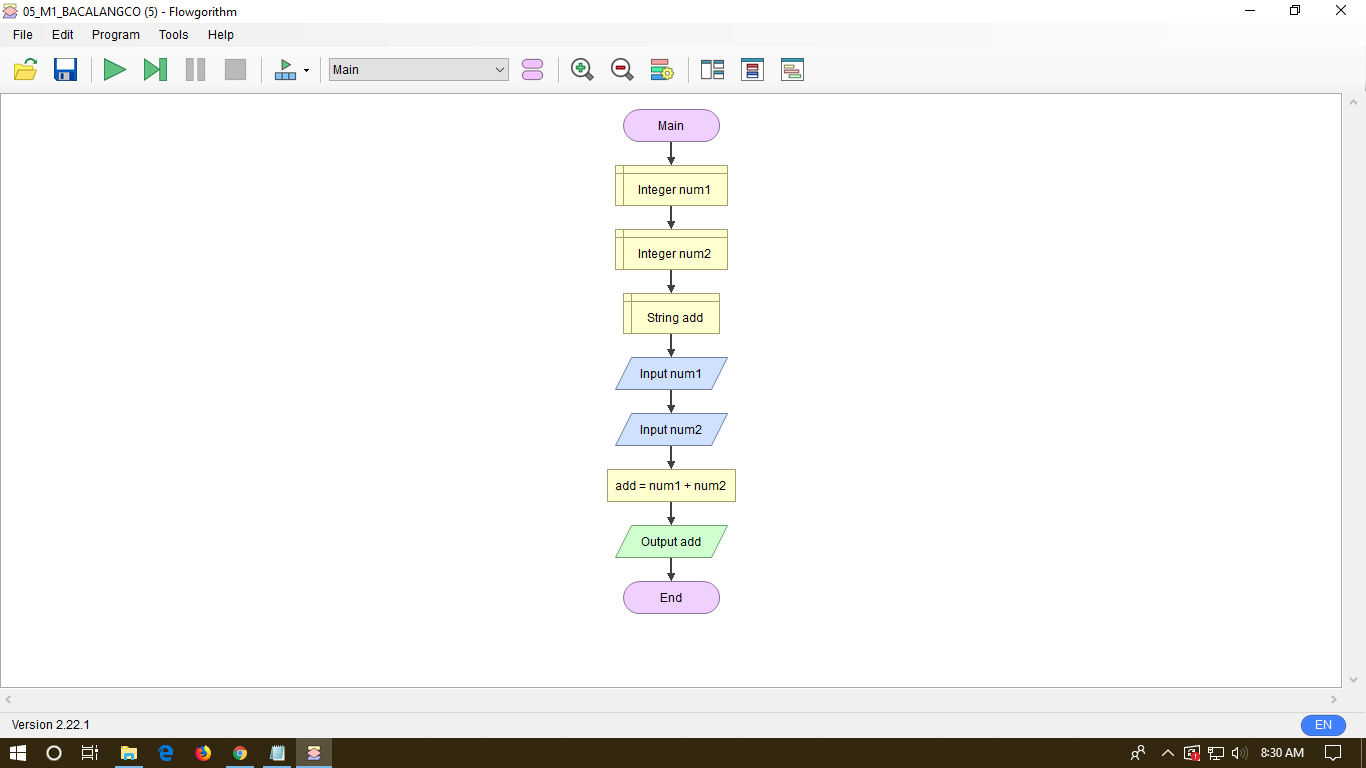 05_M1_BACALANGCO (5) - Flowgorithm
File Edit Program Tools Help
Main
Main
Integer num1
Integer num2
String add
Input num1
Input num2
add = num1 + num2
Output add
End
Version 2.22.1
EN
8:30 AM